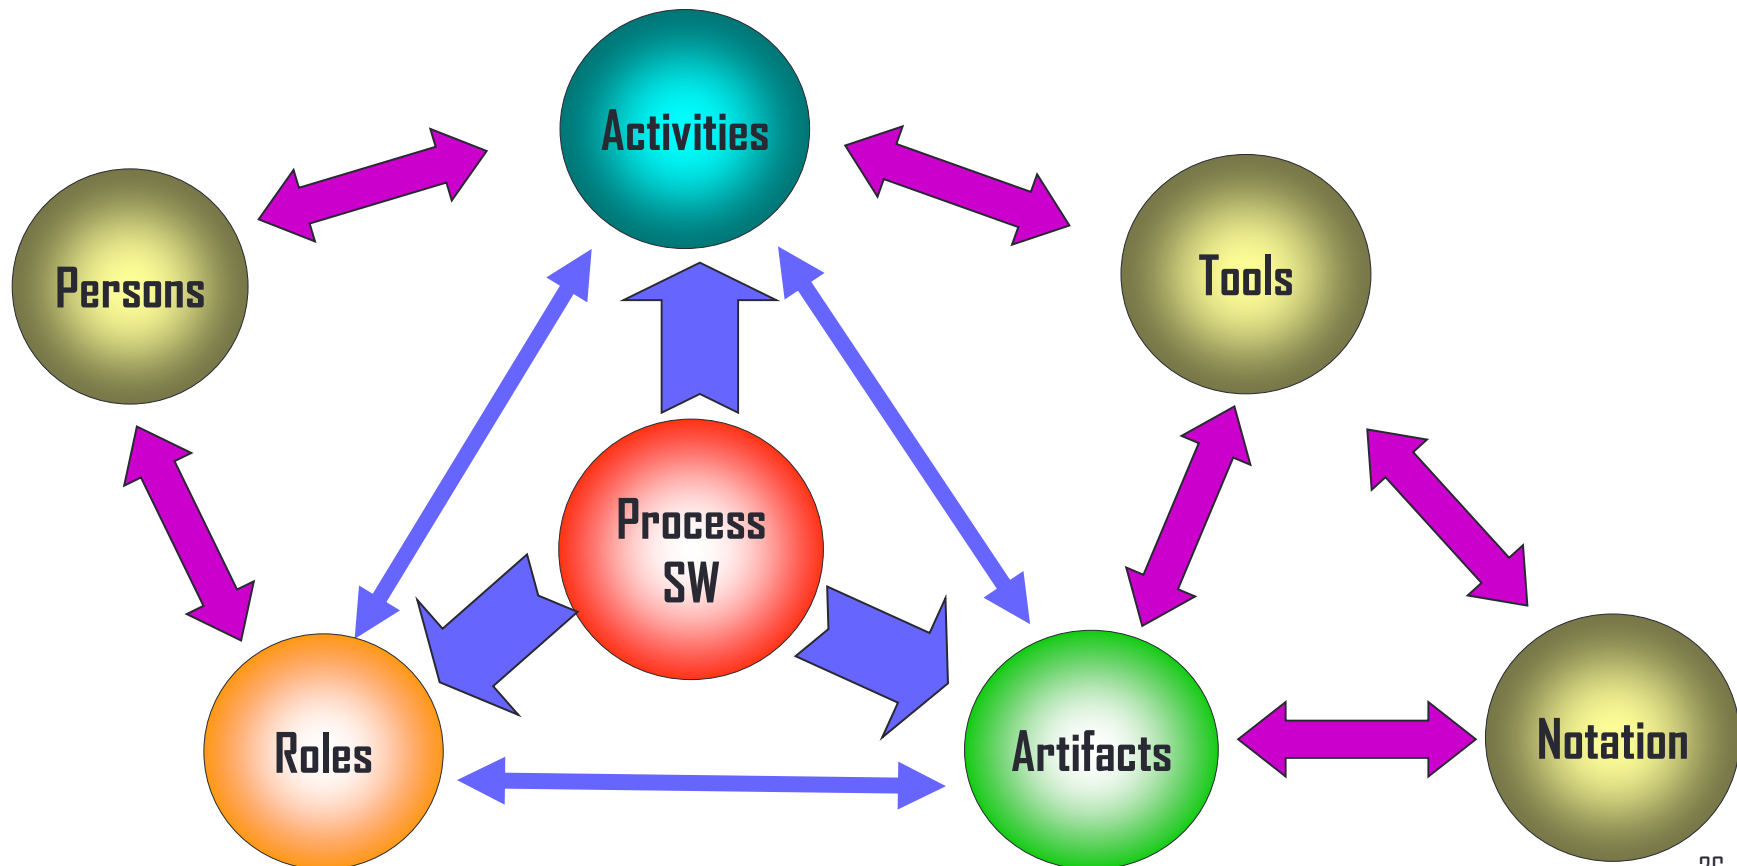 Activities
Persons
Tools
Process
SW
Roles
Artifacts
Notation